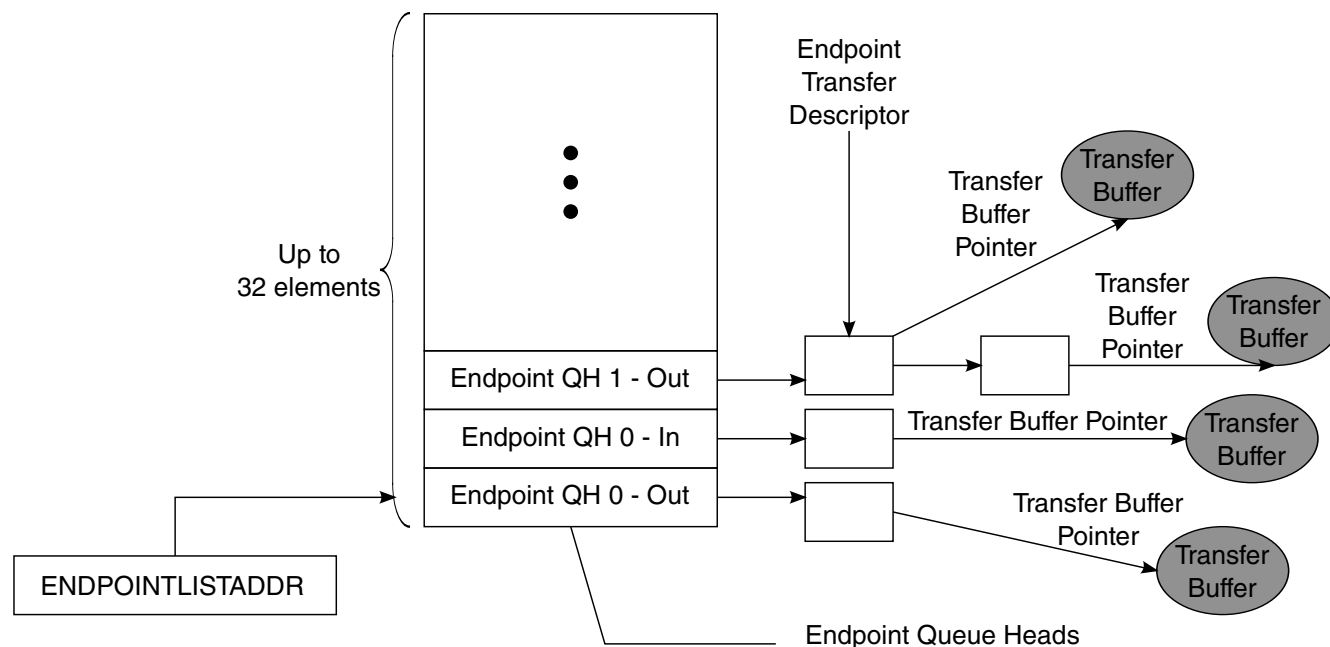 Endpoint
Transfer
Descriptor
Transfer
Buffer
Transfer
Buffer
Pointer
Up to
32 elements
Transfer
Buffer
Pointer
Transfer
Buffer
Endpoint QH 1 - Out
Endpoint QH 0 - In
Transfer Buffer Pointer
Transfer
Buffer
Endpoint QH 0 - Out
Transfer Buffer
Pointer
Transfer
Buffer
ENDPOINTLISTADDR
Endpoint Queue Heads